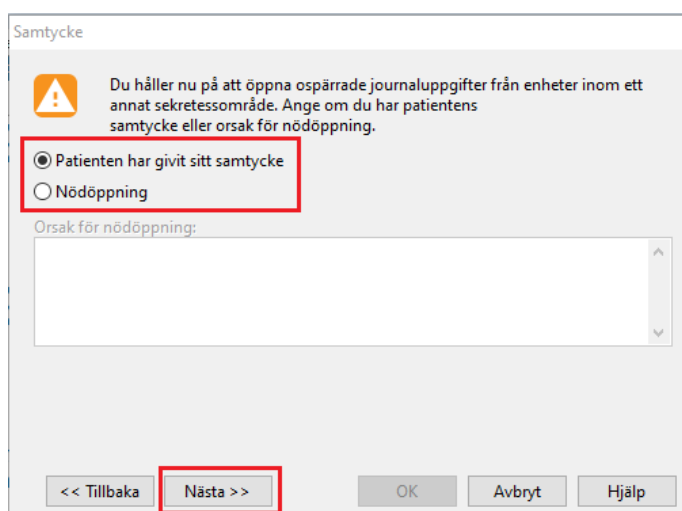 Samtycke
Du håller nu på att öppna ospärrade journaluppgifter från enheter inom ett
annat sekretessområde. Ange om du har patientens
samtycke eller orsak för nödöppning.
Patienten har givit sitt samtycke
Nödöppning
Orsak för nödöppning:
<< Tillbaka Nästa >> OK Avbryt Hjälp